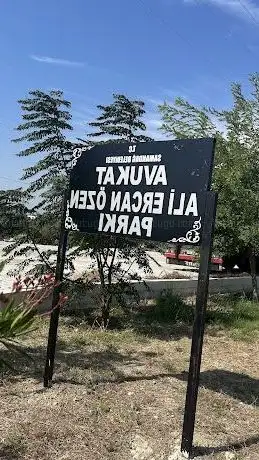 T.C
SAMANDAĞ BELEDİYESİ
AVUKAT
ALİ ERCAN ÖZEN
PARKI